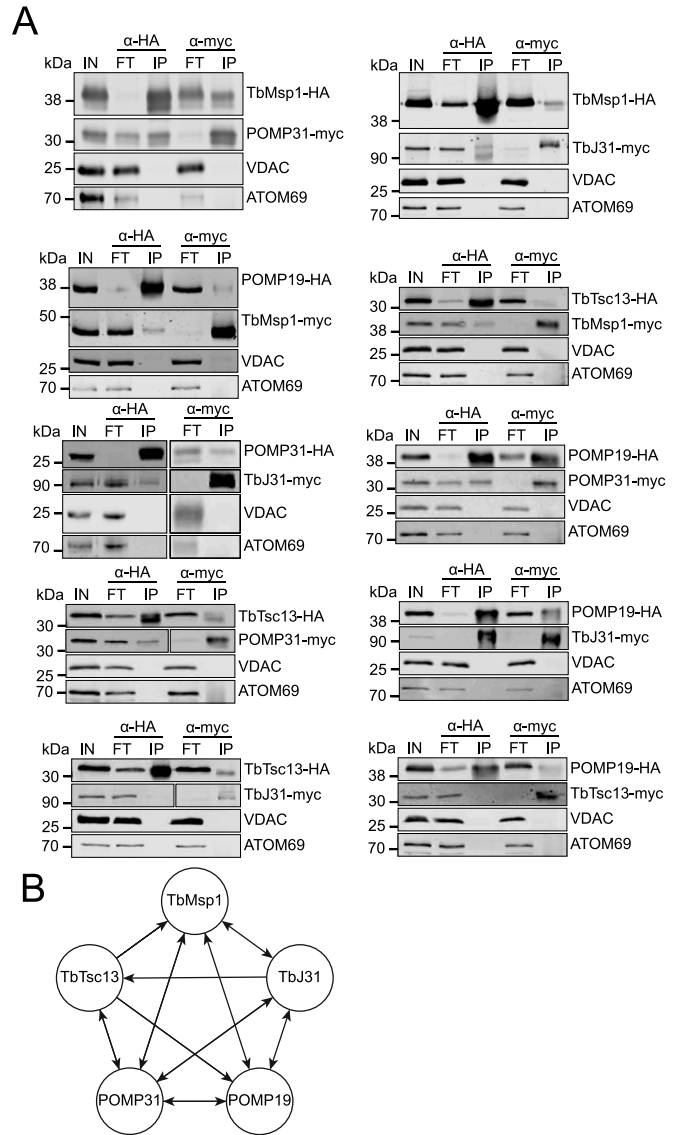 A
α-HA α-myc
kDa IN FT IP FT IP
38 TbMsp1-HA
30 POMP31-myc
25 VDAC
70 ATOM69
α-HA α-myc
IN FT IP FT IP
kDa
TbMsp1-HA
38
TbJ31-myc
90
VDAC
25
70 ATOM69
α-HA α-myc
kDa IN FT IP FT IP
38 POMP19-HA
50
TbMsp1-myc
VDAC
25
70 ATOM69
α-HA α-myc
kDa IN FT IP FT IP
30 TbTsc13-HA
38 TbMsp1-myc
25 VDAC
70 ATOM69
α-HA α-myc
kDa IN FT IP FT IP
25 POMP31-HA
90 TbJ31-myc
25 VDAC
70 ATOM69
α-HA α-myc
kDa IN FT IP FT IP
38 POMP19-HA
30 POMP31-myc
25 VDAC
70 ATOM69
α-HA α-myc
kDa IN FT IP FT IP
30 TbTsc13-HA
30 POMP31-myc
25 VDAC
70 ATOM69
α-HA α-myc
kDa IN FT IP FT IP
38 POMP19-HA
90 TbJ31-myc
25 VDAC
70 ATOM69
α-HA α-myc
kDa IN FT IP FT IP
30 TbTsc13-HA
90 TbJ31-myc
25 VDAC
70 ATOM69
α-HA α-myc
kDa IN FT IP FT IP
38 POMP19-HA
30 TbTsc13-myc
25 VDAC
70 ATOM69
B
TbMsp1
TbTsc13 TbJ31
POMP31 POMP19